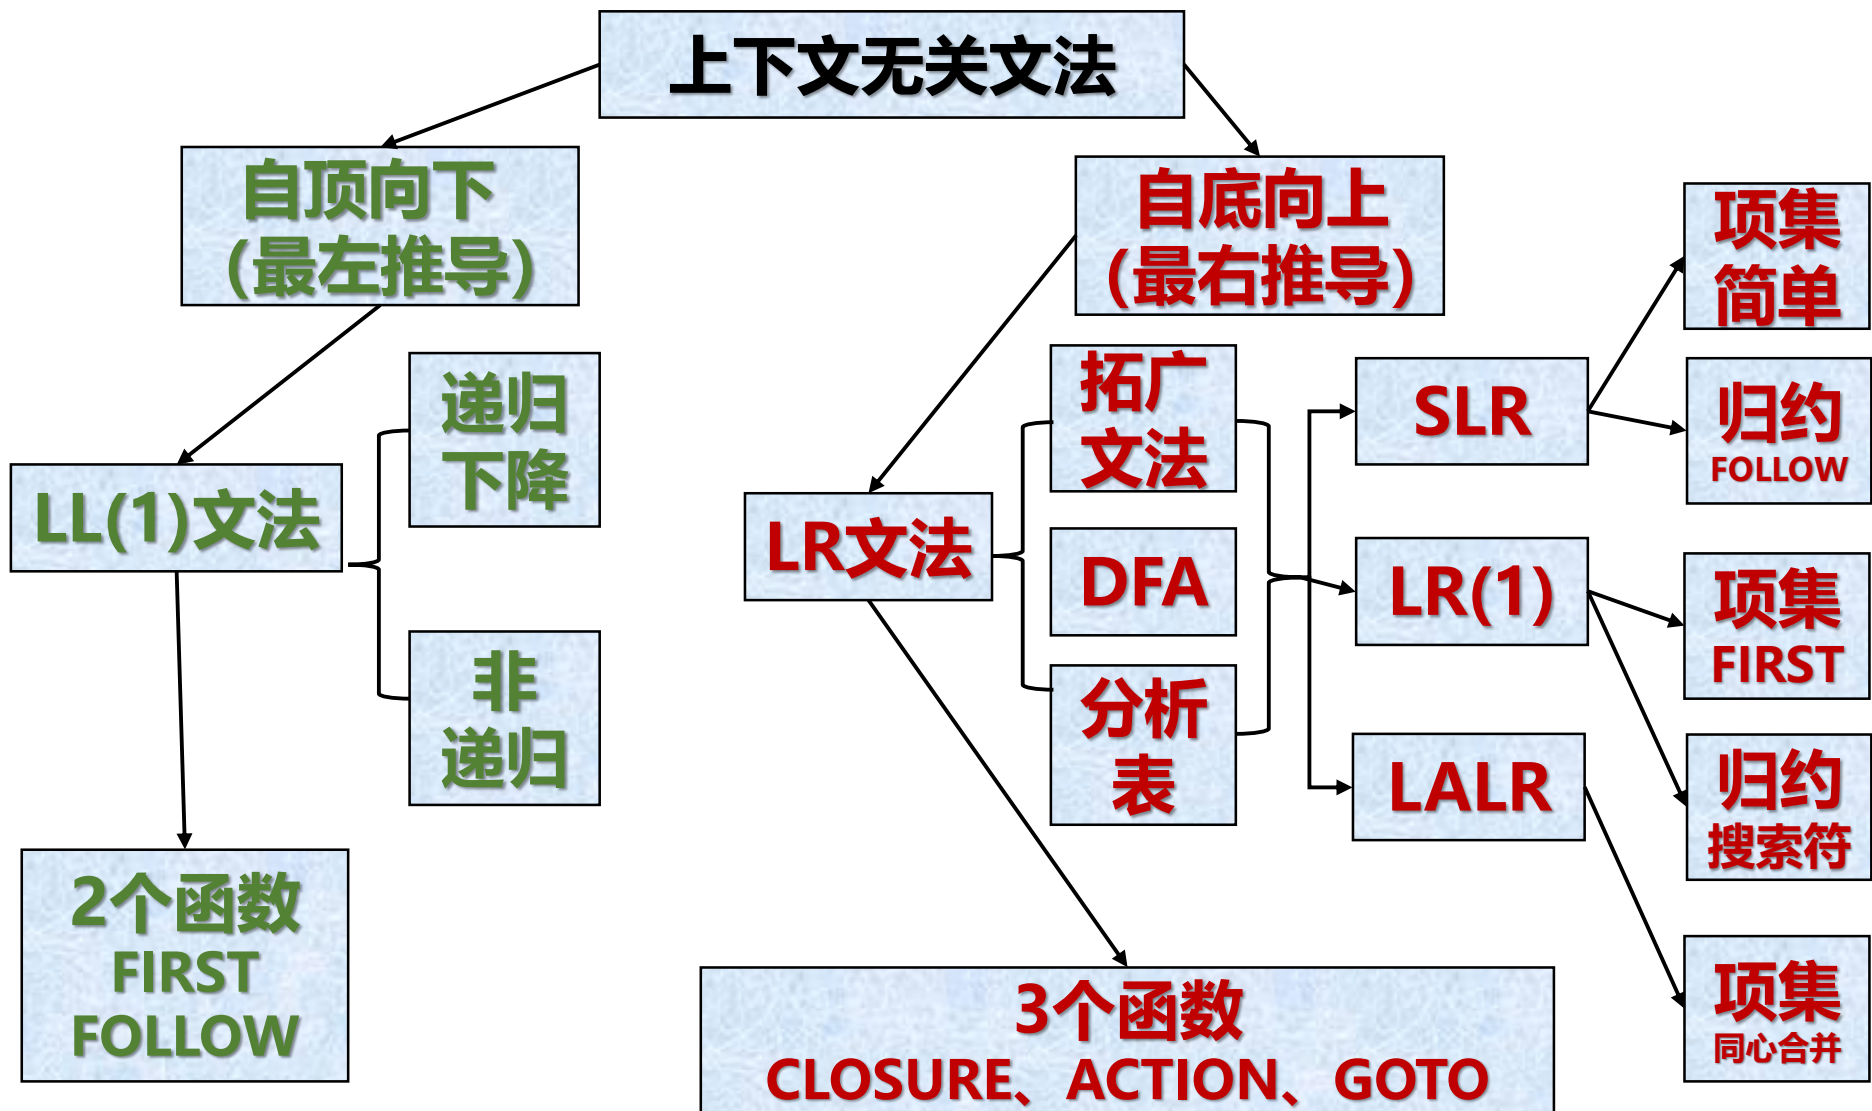 上下文无关文法
自顶向下
(最左推导)
自底向上
(最右推导)
LL(1)文法
递归
下降
非
递归
2个函数
FIRST
FOLLOW
LR文法
拓广
文法
DFA
分析
表
3个函数
CLOSURE、ACTION、GOTO
SLR
LR(1)
LALR
项集
简单
归约
FOLLOW
项集
FIRST
归约
搜索符
项集
同心合并